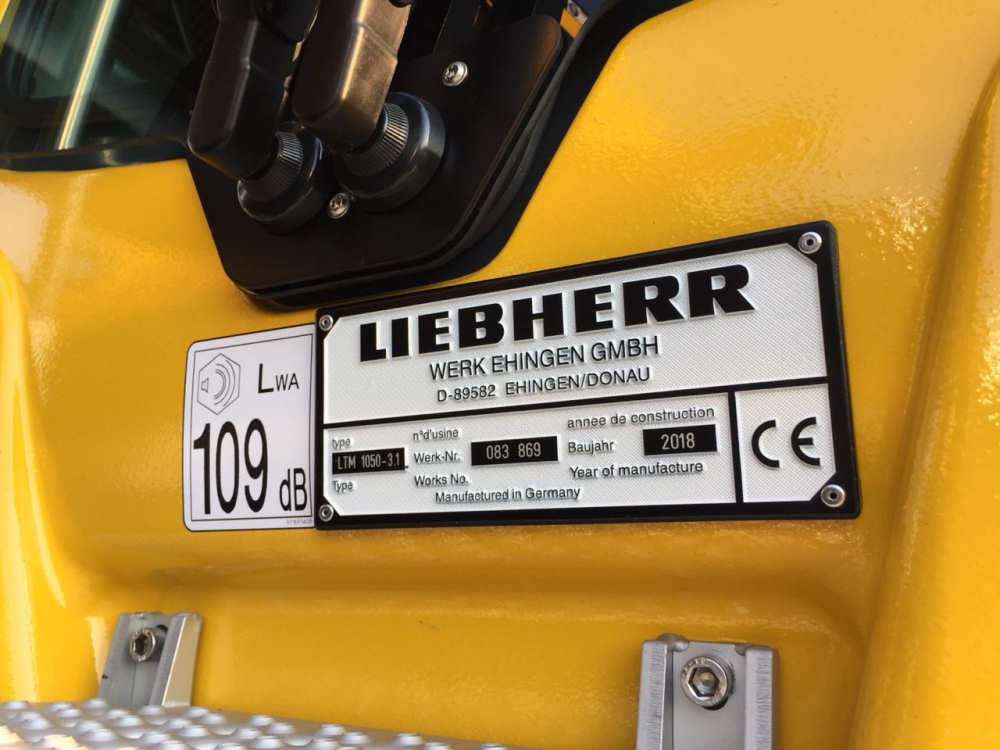 LWA
109 dB
LIEBHERR
WERK EHINGEN GMBH
D-89582 EHINGEN/DONAU
type
LTM 1050-3.1
Type
n°d'usine
Werk-Nr. 083 869
Works No.
annee de construction
Baujahr 2018
Year of manufacture
Manufactured in Germany
CE